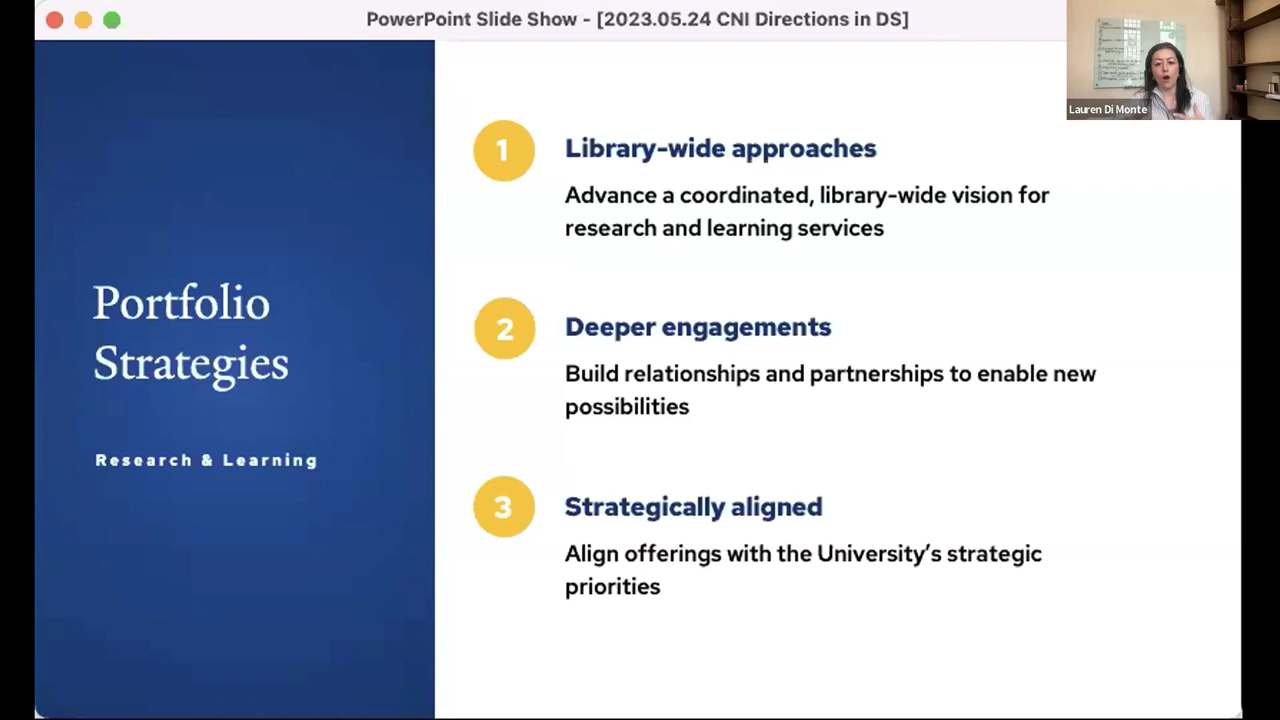 PowerPoint Slide Show - [2023.05.24 CNI Directions in DS]
Lauren Di Monte
Portfolio
Strategies
Research & Learning
1
Library-wide approaches
Advance a coordinated, library-wide vision for
research and learning services
2
Deeper engagements
Build relationships and partnerships to enable new
possibilities
3
Strategically aligned
Align offerings with the University’s strategic
priorities